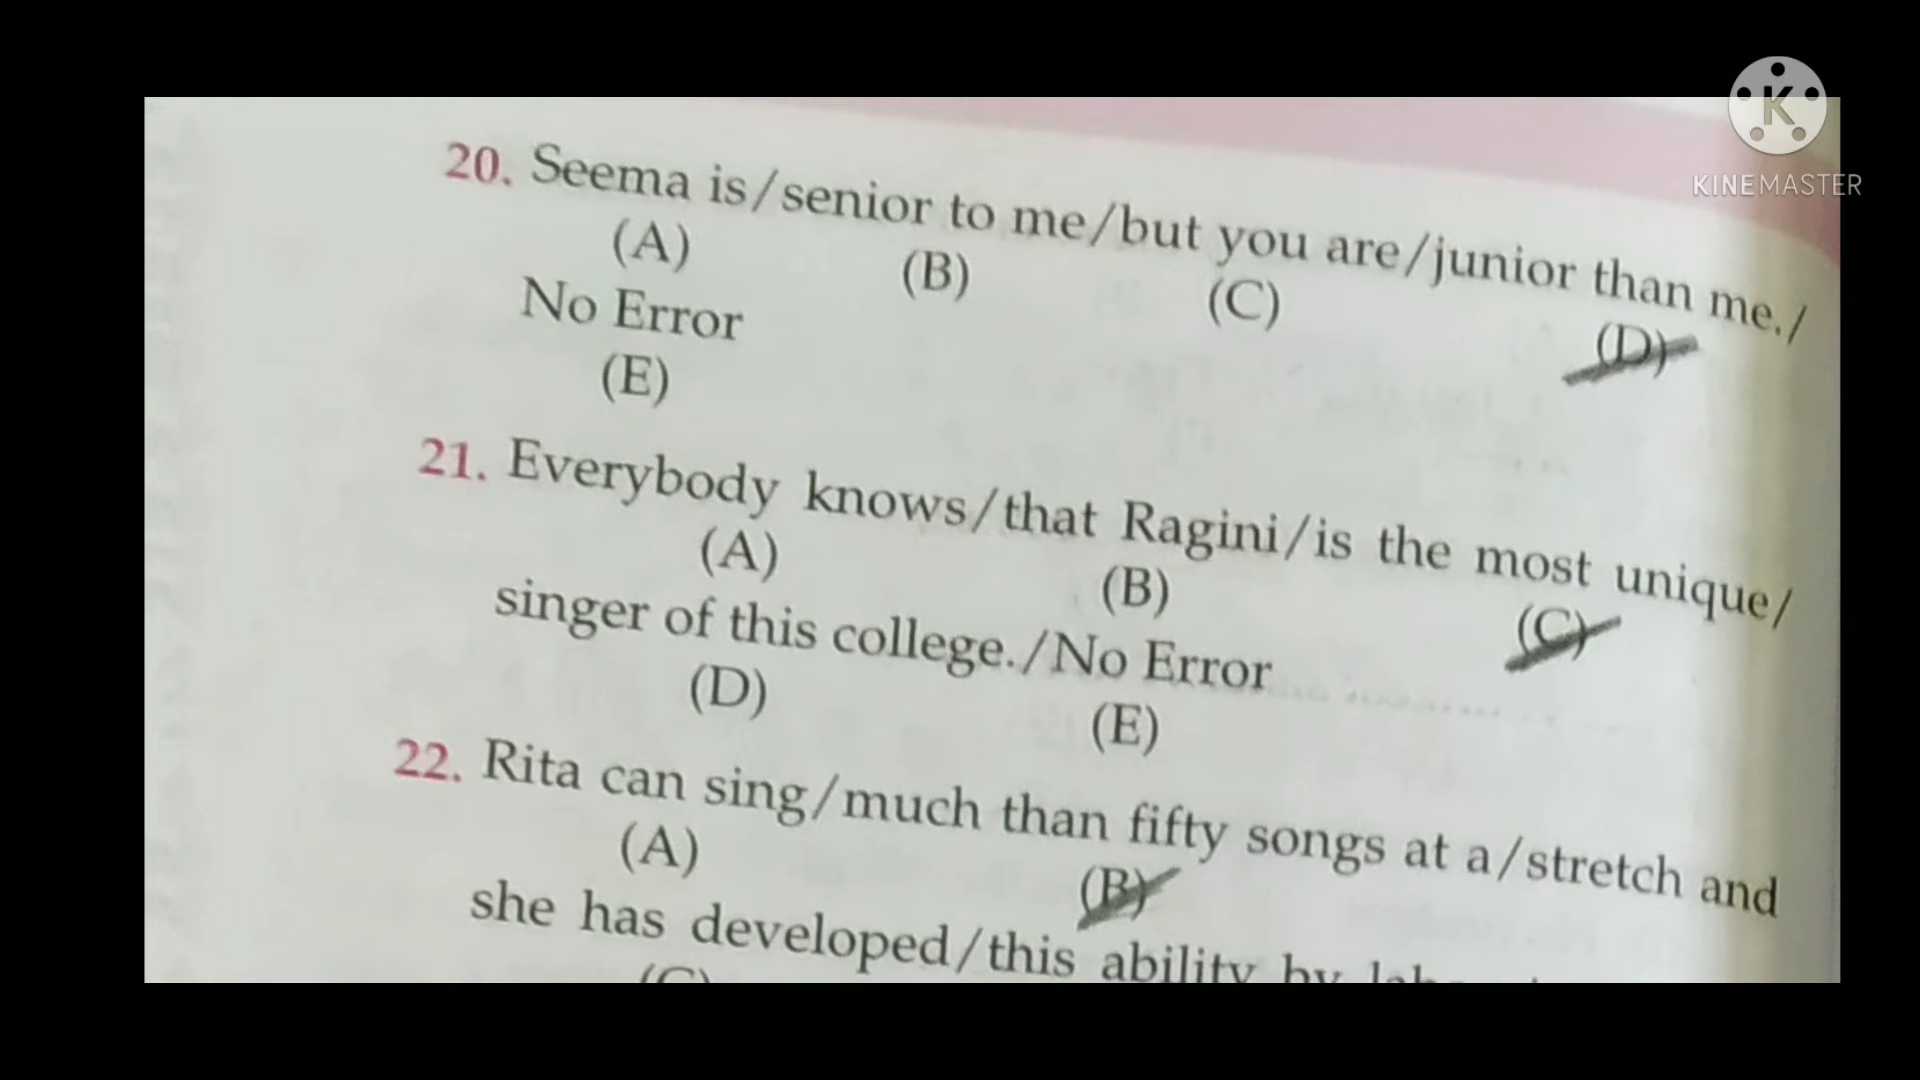 K
KINEMASTER
20. Seema is/senior to me/but you are/junior than me./
(A) (B) (C) (D)
No Error
(E)
21. Everybody knows/that Ragini/is the most unique/
(A) (B) (C)
singer of this college./No Error
(D) (E)
22. Rita can sing/much than fifty songs at a/stretch and
(A) (B)
she has developed/this ability by
(C)